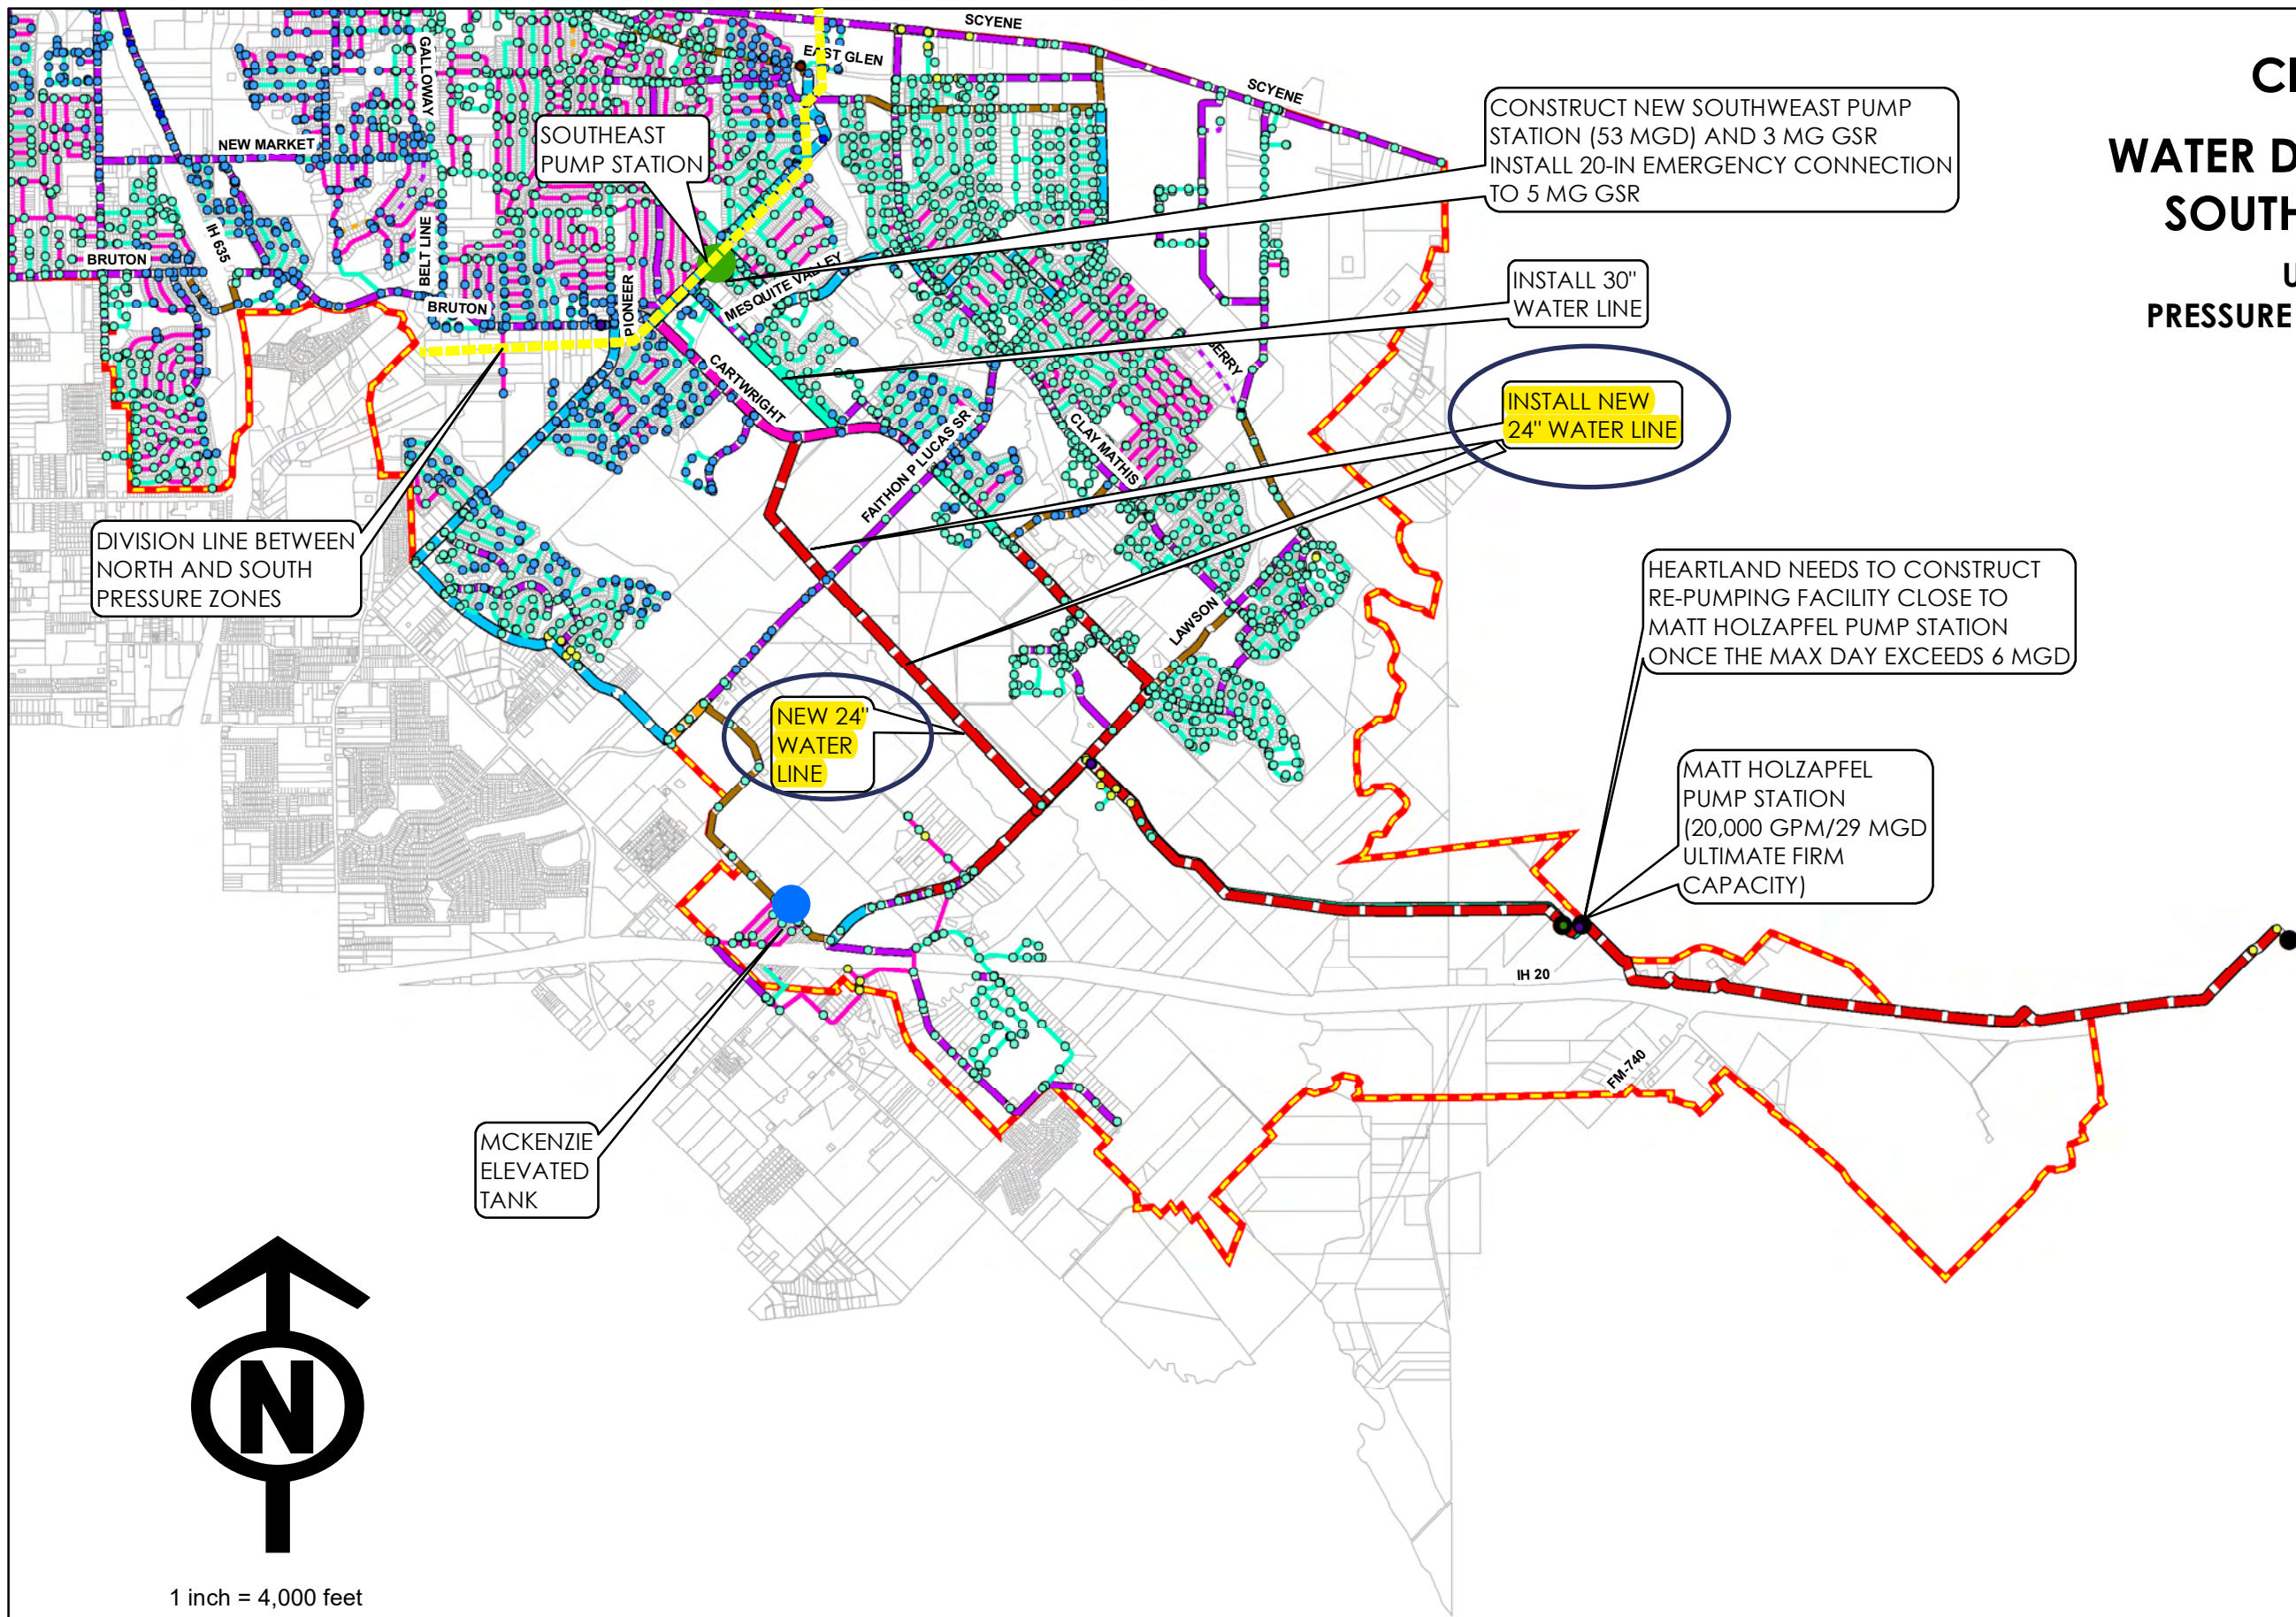 SCYENE
EAST GLEN
SCYENE
GALLOWAY
CONSTRUCT NEW SOUTHWEAST PUMP
STATION (53 MGD) AND 3 MG GSR
INSTALL 20-IN EMERGENCY CONNECTION
TO 5 MG GSR
SOUTHEAST
PUMP STATION
NEW MARKET
WATER D
SOUTH
PRESSURE
IH 635
BELT LINE
BRUTON
MESQUITE VALLEY
BRUTON
PIONEER
INSTALL 30"
WATER LINE
CARTWRIGHT
INSTALL NEW
24" WATER LINE
FAITHON P LUCAS SR
CLAY MATHIS
DIVISION LINE BETWEEN
NORTH AND SOUTH
PRESSURE ZONES
HEARTLAND NEEDS TO CONSTRUCT
RE-PUMPING FACILITY CLOSE TO
MATT HOLZAPFEL PUMP STATION
ONCE THE MAX DAY EXCEEDS 6 MGD
LAWSON
NEW 24"
WATER
LINE
MATT HOLZAPFEL
PUMP STATION
(20,000 GPM/29 MGD
ULTIMATE FIRM
CAPACITY)
IH 20
FM-740
MCKENZIE
ELEVATED
TANK
N
1 inch = 4,000 feet